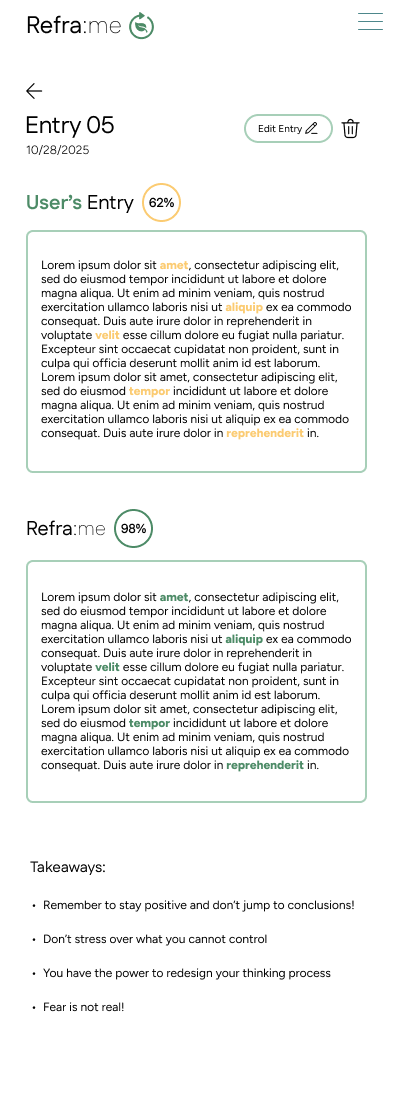 Refra:me
Entry 05
Edit Entry
10/28/2025
User's Entry 62%
Lorem ipsum dolor sit amet, consectetur adipiscing elit,
sed do eiusmod tempor incididunt ut labore et dolore
magna aliqua. Ut enim ad minim veniam, quis nostrud
exercitation ullamco laboris nisi ut aliquip ex ea commodo
consequat. Duis aute irure dolor in reprehenderit in
voluptate velit esse cillum dolore eu fugiat nulla pariatur.
Excepteur sint occaecat cupidatat non proident, sunt in
culpa qui officia deserunt mollit anim id est laborum.
Lorem ipsum dolor sit amet, consectetur adipiscing elit,
sed do eiusmod tempor incididunt ut labore et dolore
magna aliqua. Ut enim ad minim veniam, quis nostrud
exercitation ullamco laboris nisi ut aliquip ex ea commodo
consequat. Duis aute irure dolor in reprehenderit in.
Refra:me 98%
Lorem ipsum dolor sit amet, consectetur adipiscing elit,
sed do eiusmod tempor incididunt ut labore et dolore
magna aliqua. Ut enim ad minim veniam, quis nostrud
exercitation ullamco laboris nisi ut aliquip ex ea commodo
consequat. Duis aute irure dolor in reprehenderit in
voluptate velit esse cillum dolore eu fugiat nulla pariatur.
Excepteur sint occaecat cupidatat non proident, sunt in
culpa qui officia deserunt mollit anim id est laborum.
Lorem ipsum dolor sit amet, consectetur adipiscing elit,
sed do eiusmod tempor incididunt ut labore et dolore
magna aliqua. Ut enim ad minim veniam, quis nostrud
exercitation ullamco laboris nisi ut aliquip ex ea commodo
consequat. Duis aute irure dolor in reprehenderit in.
Takeaways:
• Remember to stay positive and don't jump to conclusions!
• Don't stress over what you cannot control
• You have the power to redesign your thinking process
• Fear is not real!